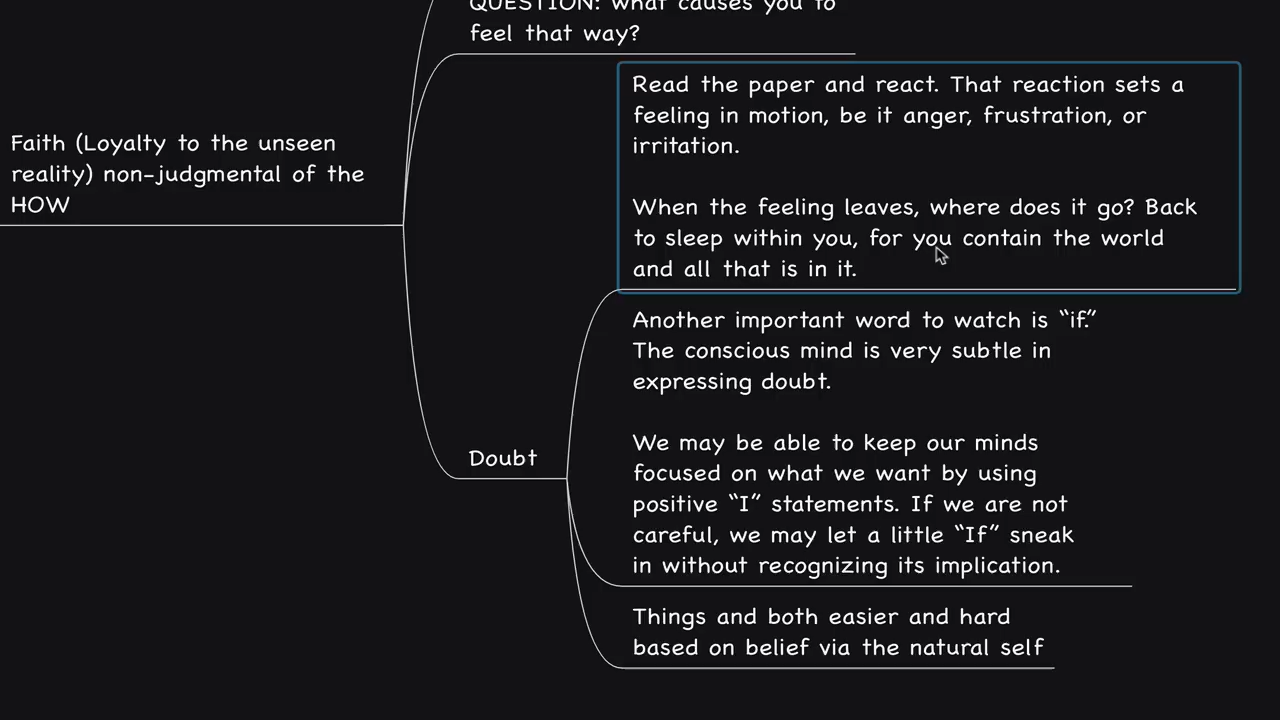 QUESTION: what causes you to
feel that way?
Faith (Loyalty to the unseen
reality) non-judgmental of the
HOW
Read the paper and react. That reaction sets a
feeling in motion, be it anger, frustration, or
irritation.
When the feeling leaves, where does it go? Back
to sleep within you, for you contain the world
and all that is in it.
Doubt
Another important word to watch is “if.”
The conscious mind is very subtle in
expressing doubt.
We may be able to keep our minds
focused on what we want by using
positive “I” statements. If we are not
careful, we may let a little “If” sneak
in without recognizing its implication.
Things and both easier and hard
based on belief via the natural self